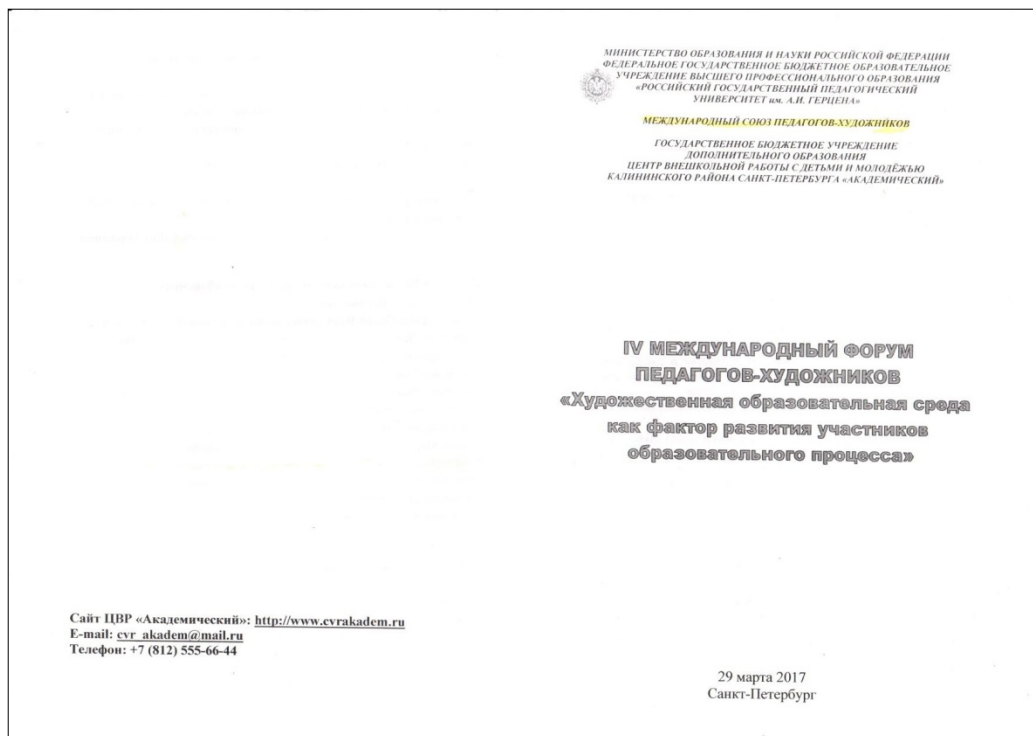 МИНИСТЕРСТВО ОБРАЗОВАНИЯ И НАУКИ РОССИЙСКОЙ ФЕДЕРАЦИИ
ФЕДЕРАЛЬНОЕ ГОСУДАРСТВЕННОЕ БЮДЖЕТНОЕ ОБРАЗОВАТЕЛЬНОЕ
УЧРЕЖДЕНИЕ ВЫСШЕГО ПРОФЕССИОНАЛЬНОГО ОБРАЗОВАНИЯ
«РОССИЙСКИЙ ГОСУДАРСТВЕННЫЙ ПЕДАГОГИЧЕСКИЙ
УНИВЕРСИТЕТ им. А.И. ГЕРЦЕНА»
МЕЖДУНАРОДНЫЙ СОЮЗ ПЕДАГОГОВ-ХУДОЖНИКОВ
ГОСУДАРСТВЕННОЕ БЮДЖЕТНОЕ УЧРЕЖДЕНИЕ
ДОПОЛНИТЕЛЬНОГО ОБРАЗОВАНИЯ
ЦЕНТР ВНЕШКОЛЬНОЙ РАБОТЫ С ДЕТЬМИ И МОЛОДЁЖЬЮ
КАЛИНИНСКОГО РАЙОНА САНКТ-ПЕТЕРБУРГА «АКАДЕМИЧЕСКИЙ»
IV МЕЖДУНАРОДНЫЙ ФОРУМ
ПЕДАГОГОВ-ХУДОЖНИКОВ
«Художественная образовательная среда
как фактор развития участников
образовательного процесса»
Сайт ЦВР «Академический»: http://www.cvrakadem.ru
E-mail: cvr_akadem@mail.ru
Телефон: +7 (812) 555-66-44
29 марта 2017
Санкт-Петербург